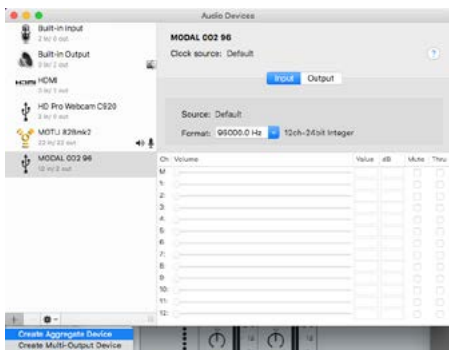 Audio Devices
Built-in Input
2 in/ 0 out
Built-in Output
0 in/ 2 out
HDMI HDMI
HD Pro Webcam C920
2 in/ 0 out
MOTU 828mk2
22 in/ 22 out
MODAL 002 96
12 in/ 2 out
MODAL 002 96
Clock source: Default
?
Input Output
Source: Default
Format: 96000.0 Hz 12ch-24bit Integer
Ch Volume Value dB Mute Thru
M
1:
2:
3:
4:
5:
6:
7:
8:
9:
10:
11:
12:
Create Aggregate Device
Create Multi-Output Device